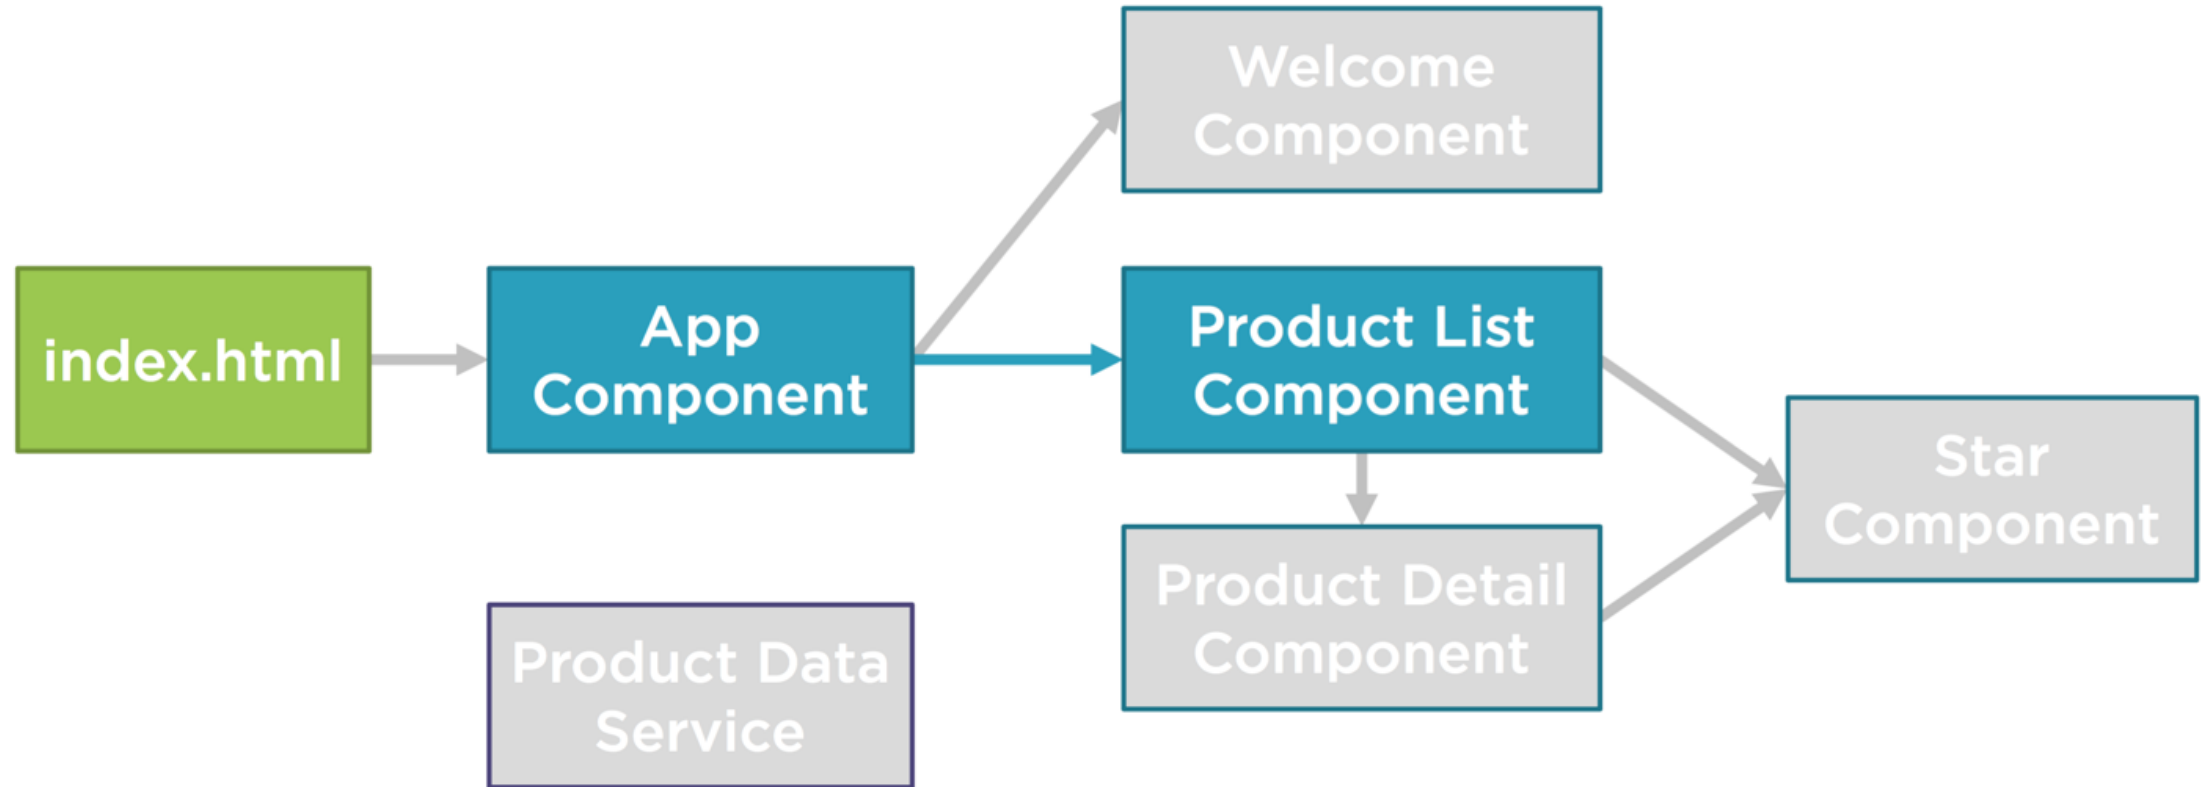 Welcome
Component
index.html
App
Component
Product List
Component
Star
Component
Product Detail
Component
Product Data
Service